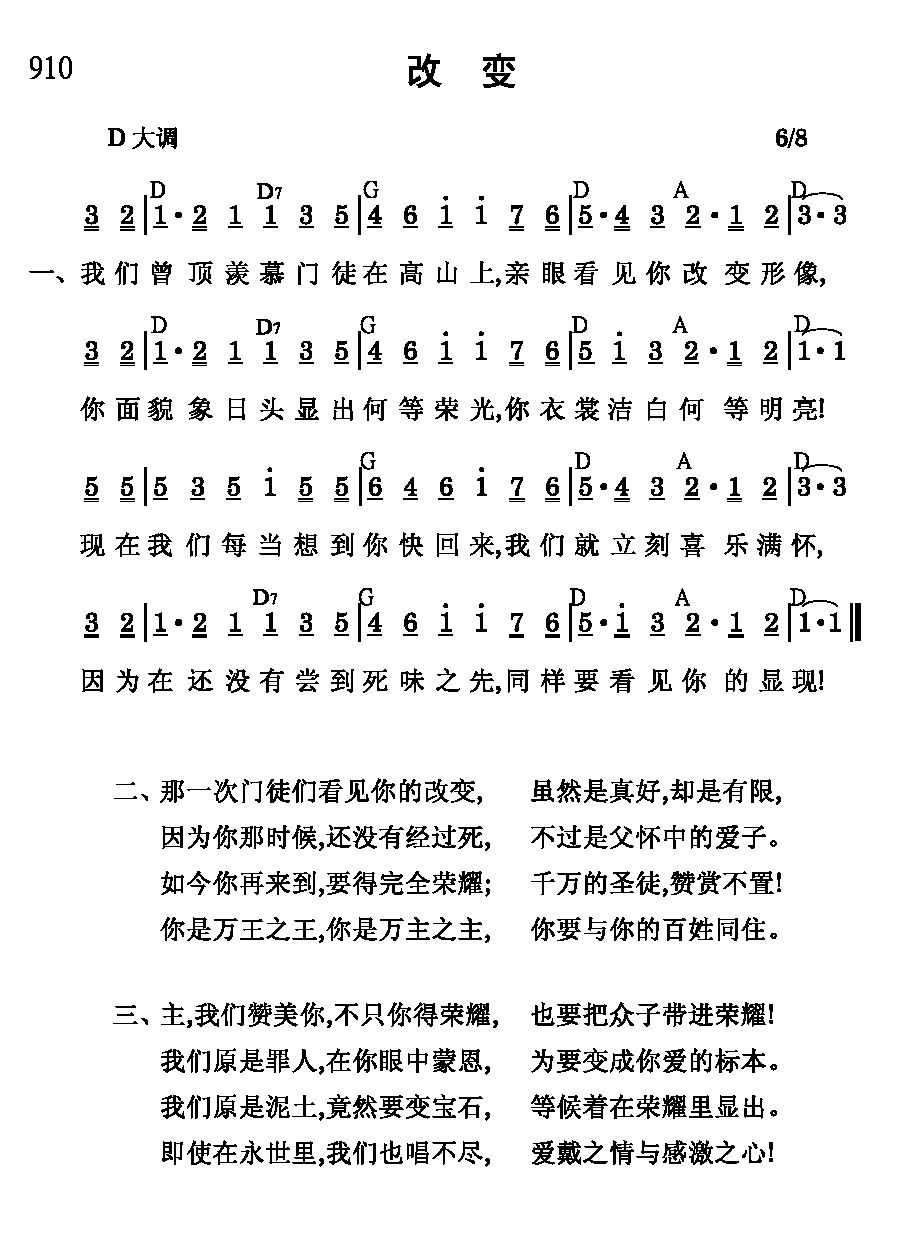 910
改 变
D 大调 6/8
D D7 G D A D
3 2 | 1 · 2 1 1 3 5 | 4 6 i i 7 6 | 5 · 4 3 2 · 1 2 | 3 · 3
一、我们曾顶羡慕门徒在高山上,亲眼看见你改变形像,
D D7 G D A D
3 2 | 1 · 2 1 1 3 5 | 4 6 i i 7 6 | 5 i 3 2 · 1 2 | 1 · 1
你面貌象日头显出何等荣光,你衣裳洁白何等明亮!
G D A D
5 5 | 5 3 5 i 5 5 | 6 4 6 i 7 6 | 5 · 4 3 2 · 1 2 | 3 · 3
现在我们每当想到你快回来,我们就立刻喜乐满怀,
D7 G D A D
3 2 | 1 · 2 1 1 3 5 | 4 6 i i 7 6 | 5 · i 3 2 · 1 2 | 1 · 1 ‖
因为在还没有尝到死味之先,同样要看见你的显现!
二、那一次门徒们看见你的改变, 虽然是真好,却是有限,
因为你那时候,还没有经过死, 不过是父怀中的爱子。
如今你再来到,要得完全荣耀; 千万的圣徒,赞赏不置!
你是万王之王,你是万主之主, 你要与你的百姓同住。
三、主,我们赞美你,不只你得荣耀, 也要把众子带进荣耀!
我们原是罪人,在你眼中蒙恩, 为要变成你爱的标本。
我们原是泥土,竟然要变宝石, 等候着在荣耀里显出。
即使在永世里,我们也唱不尽, 爱戴之情与感激之心!